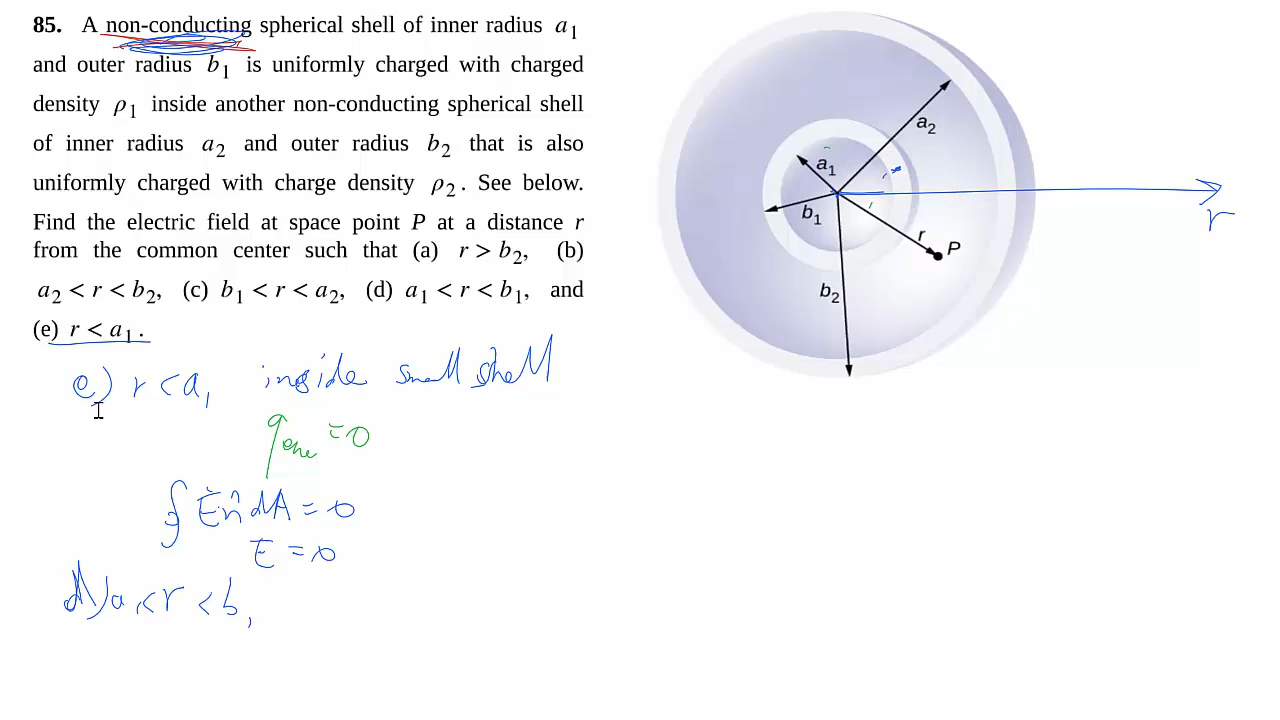 85. A non-conducting spherical shell of inner radius a₁
and outer radius b₁ is uniformly charged with charged
density ρ₁ inside another non-conducting spherical shell
of inner radius a₂ and outer radius b₂ that is also
uniformly charged with charge density ρ₂. See below.
Find the electric field at space point P at a distance r
from the common center such that (a) r > b₂, (b)
a₂ < r < b₂, (c) b₁ < r < a₂, (d) a₁ < r < b₁, and
(e) r < a₁.
e) r < a₁ inside small shell
q enc = 0
∮ E n̂ dA = 0
E = 0
d) a < r < b₁
a₂
a₁
b₁
r
P
b₂
r